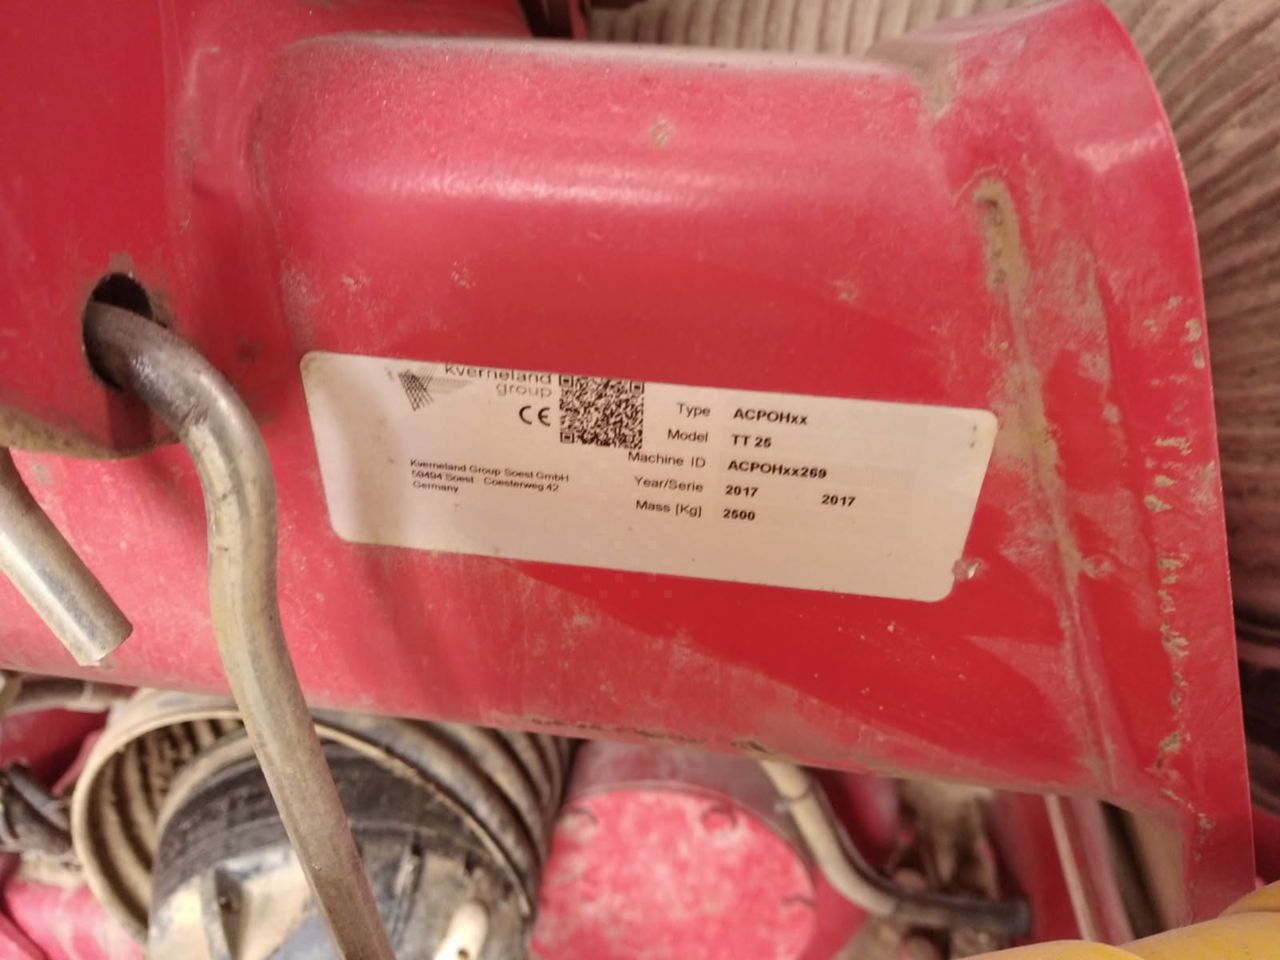 kverneland
group
CE
Kverneland Group Soest GmbH
59494 Soest - Coesterweg 42
Germany
Type ACPOHxx
Model TT 25
Machine ID ACPOHxx269
Year/Serie 2017 2017
Mass [Kg] 2500